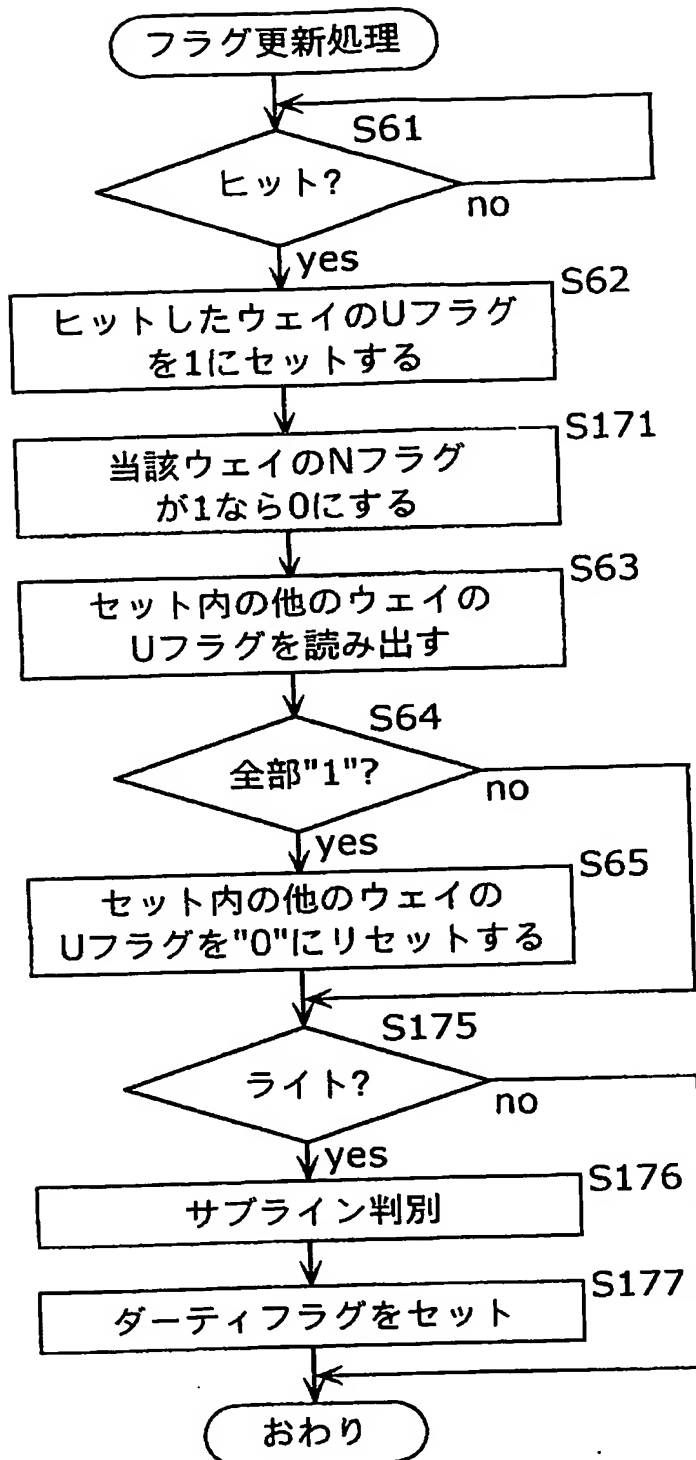 フラグ更新処理
S61
ヒット?
no
yes
S62
ヒットしたウェイのUフラグ
を1にセットする
S171
当該ウェイのNフラグ
が1なら0にする
S63
セット内の他のウェイの
Uフラグを読み出す
S64
全部"1"?
no
yes
S65
セット内の他のウェイの
Uフラグを"0"にリセットする
S175
ライト?
no
yes
S176
サブライン判別
S177
ダーティフラグをセット
おわり